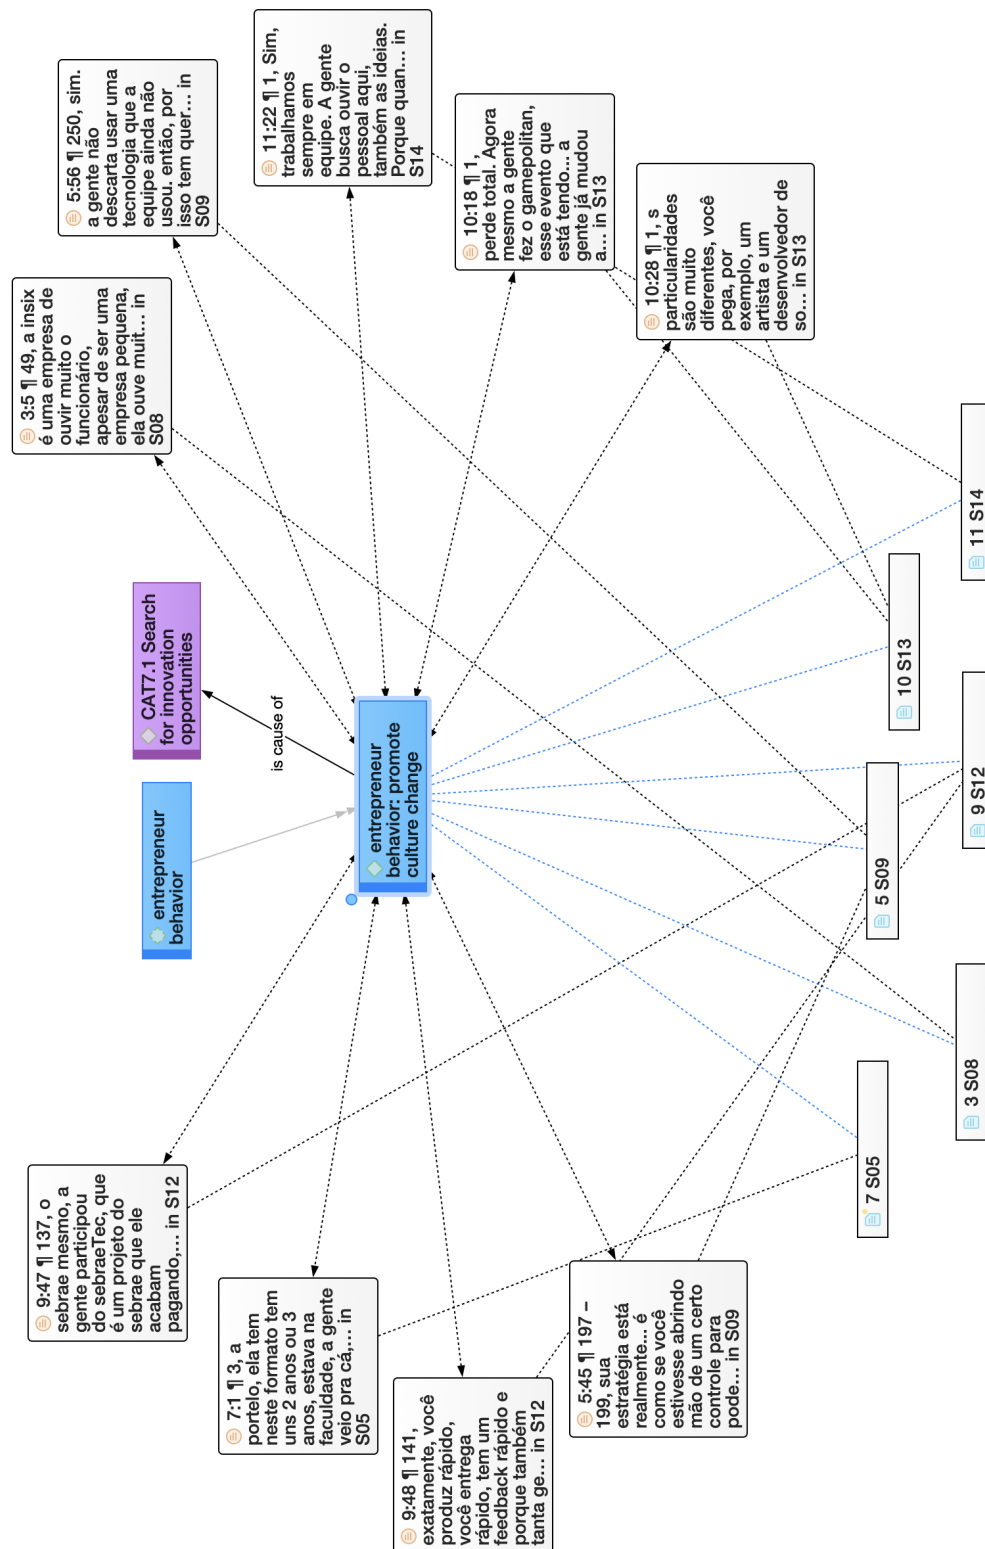 9:47 ¶ 137, o
sebrae mesmo, a
gente participou
do sebraeTec, que
é um projeto do
sebrae que ele
acabam
pagando,… in S12
7:1 ¶ 3, a
portelo, ela tem
neste formato tem
uns 2 anos ou 3
anos, estava na
faculdade, a gente
veio pra cá,… in
S05
9:48 ¶ 141,
exatamente, você
produz rápido,
você entrega
rápido, tem um
feedback rápido e
porque também
tanta ge… in S12
5:45 ¶ 197 –
199, sua
estratégia está
realmente... é
como se você
estivesse abrindo
mão de um certo
controle para
pode… in S09
entrepreneur
behavior
CAT7.1 Search
for innovation
opportunities
is cause of
entrepreneur
behavior: promote
culture change
3:5 ¶ 49, a insix
é uma empresa de
ouvir muito o
funcionário,
apesar de ser uma
empresa pequena,
ela ouve muit… in
S08
5:56 ¶ 250, sim.
a gente não
descarta usar uma
tecnologia que a
equipe ainda não
usou. então, por
isso tem quer… in
S09
11:22 ¶ 1, Sim,
trabalhamos
sempre em
equipe. A gente
busca ouvir o
pessoal aqui,
também as ideias.
Porque quan… in
S14
10:18 ¶ 1,
perde total. Agora
mesmo a gente
fez o gamepolitan,
esse evento que
está tendo... a
gente já mudou
a… in S13
10:28 ¶ 1, s
particularidades
são muito
diferentes, você
pega, por
exemplo, um
artista e um
desenvolvedor de
so… in S13
7 S05
3 S08
5 S09
9 S12
10 S13
11 S14